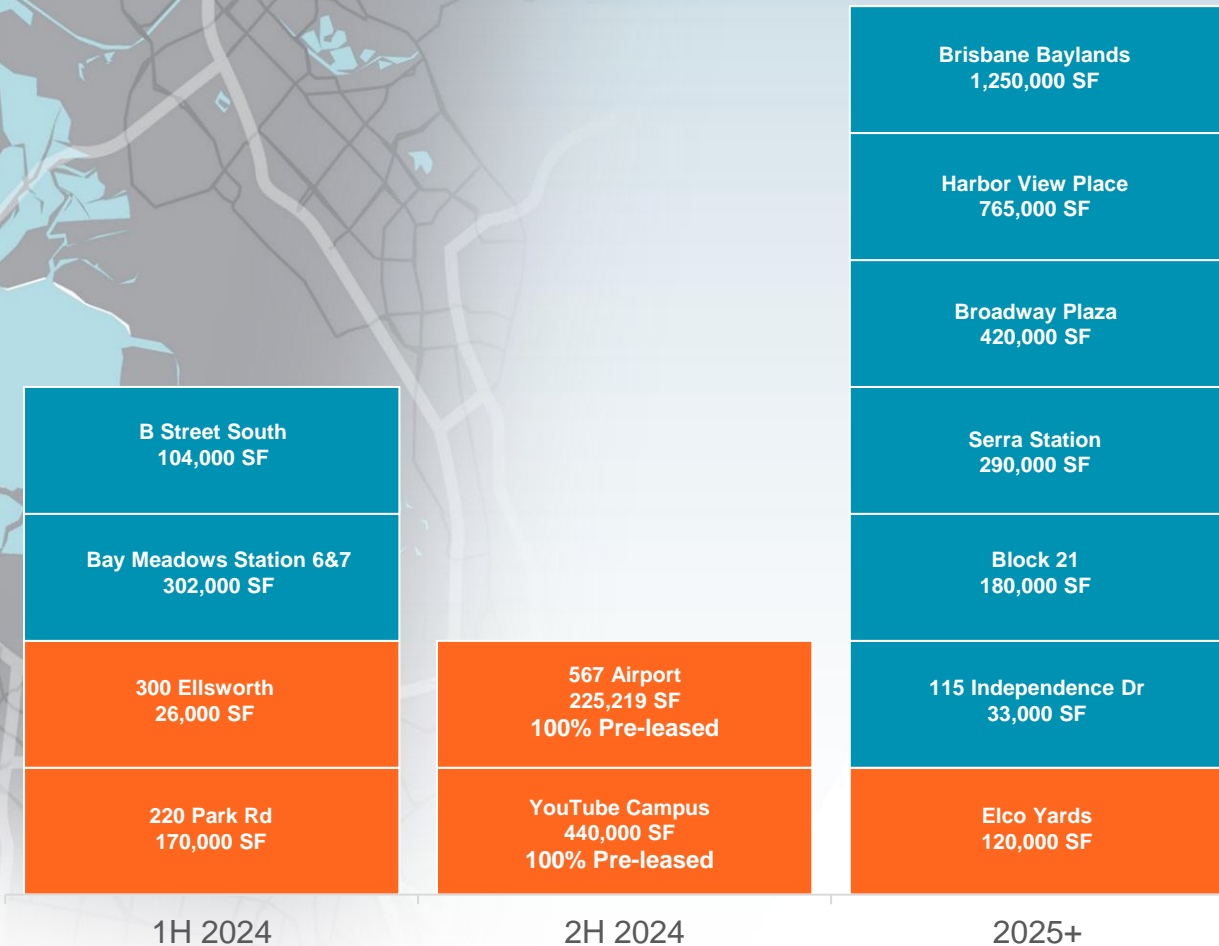 B Street South
104,000 SF
Bay Meadows Station 6&7
302,000 SF
300 Ellsworth
26,000 SF
220 Park Rd
170,000 SF
1H 2024
567 Airport
225,219 SF
100% Pre-leased
YouTube Campus
440,000 SF
100% Pre-leased
2H 2024
Brisbane Baylands
1,250,000 SF
Harbor View Place
765,000 SF
Broadway Plaza
420,000 SF
Serra Station
290,000 SF
Block 21
180,000 SF
115 Independence Dr
33,000 SF
Elco Yards
120,000 SF
2025+